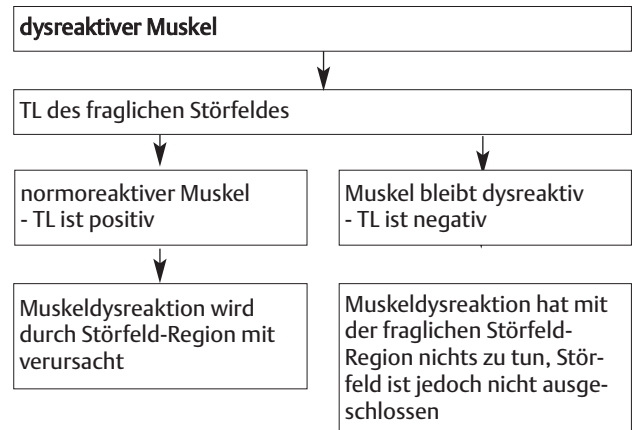 dysreaktiver Muskel
TL des fraglichen Störfeldes
normoreaktiver Muskel
- TL ist positiv
Muskel bleibt dysreaktiv
- TL ist negativ
Muskeldysreaktion wird
durch Störfeld-Region mit
verursacht
Muskeldysreaktion hat mit
der fraglichen Störfeld-
Region nichts zu tun, Stör-
feld ist jedoch nicht ausge-
schlossen